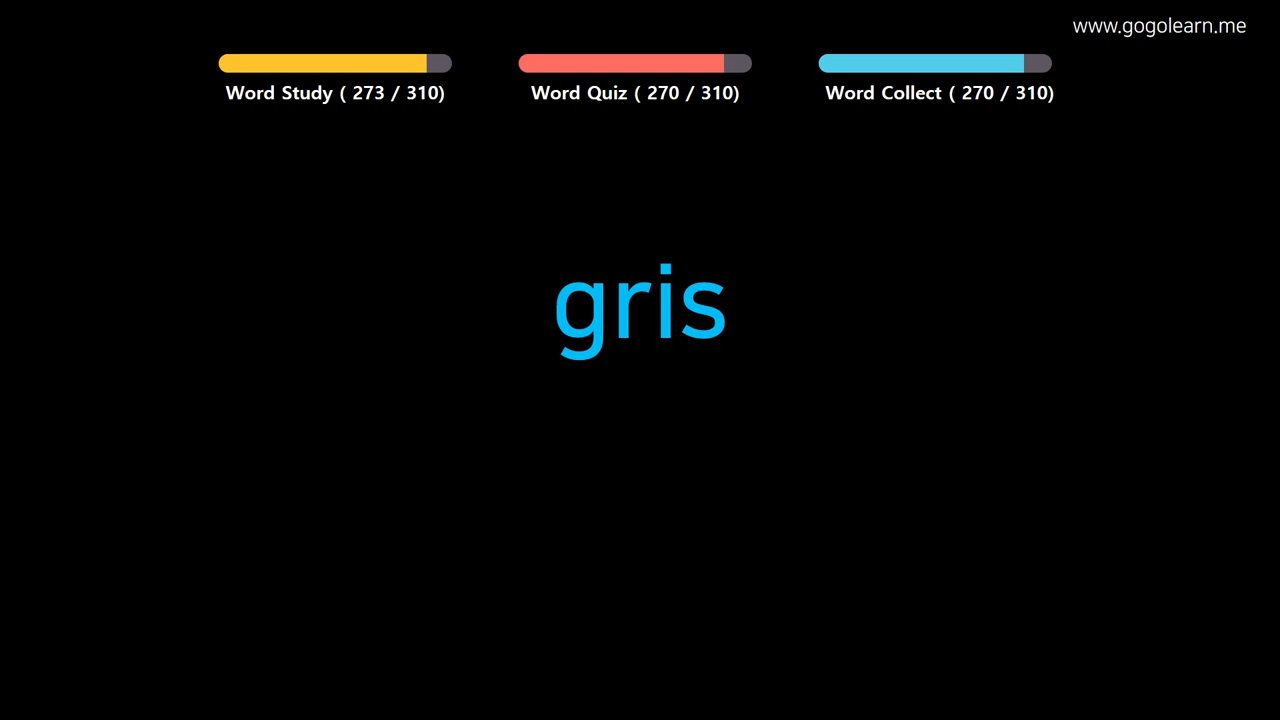 www.gogolearn.me
Word Study ( 273 / 310)
Word Quiz ( 270 / 310)
Word Collect ( 270 / 310)
gris